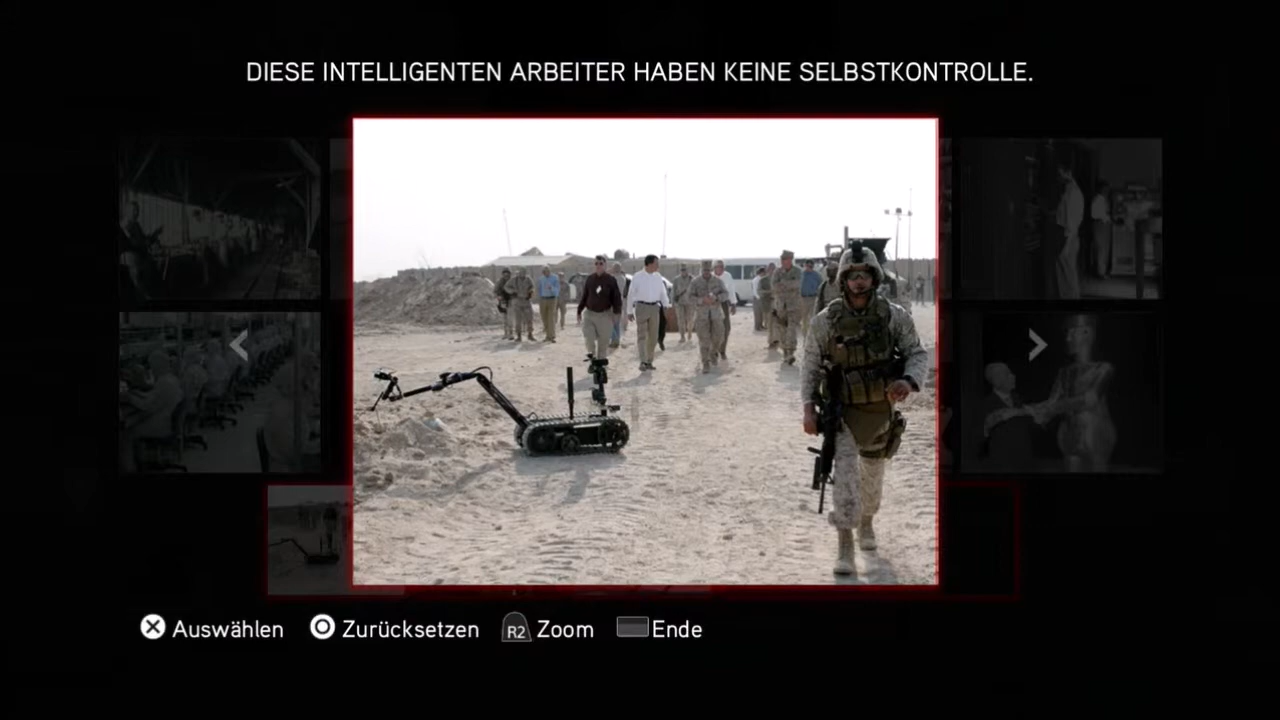 DIESE INTELLIGENTEN ARBEITER HABEN KEINE SELBSTKONTROLLE.
Auswählen Zurücksetzen R2 Zoom Ende